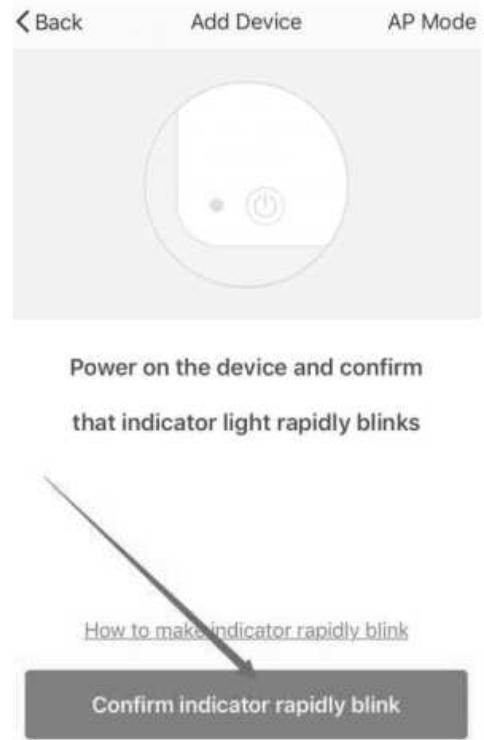 Back Add Device AP Mode
Power on the device and confirm
that indicator light rapidly blinks
How to make indicator rapidly blink
Confirm indicator rapidly blink